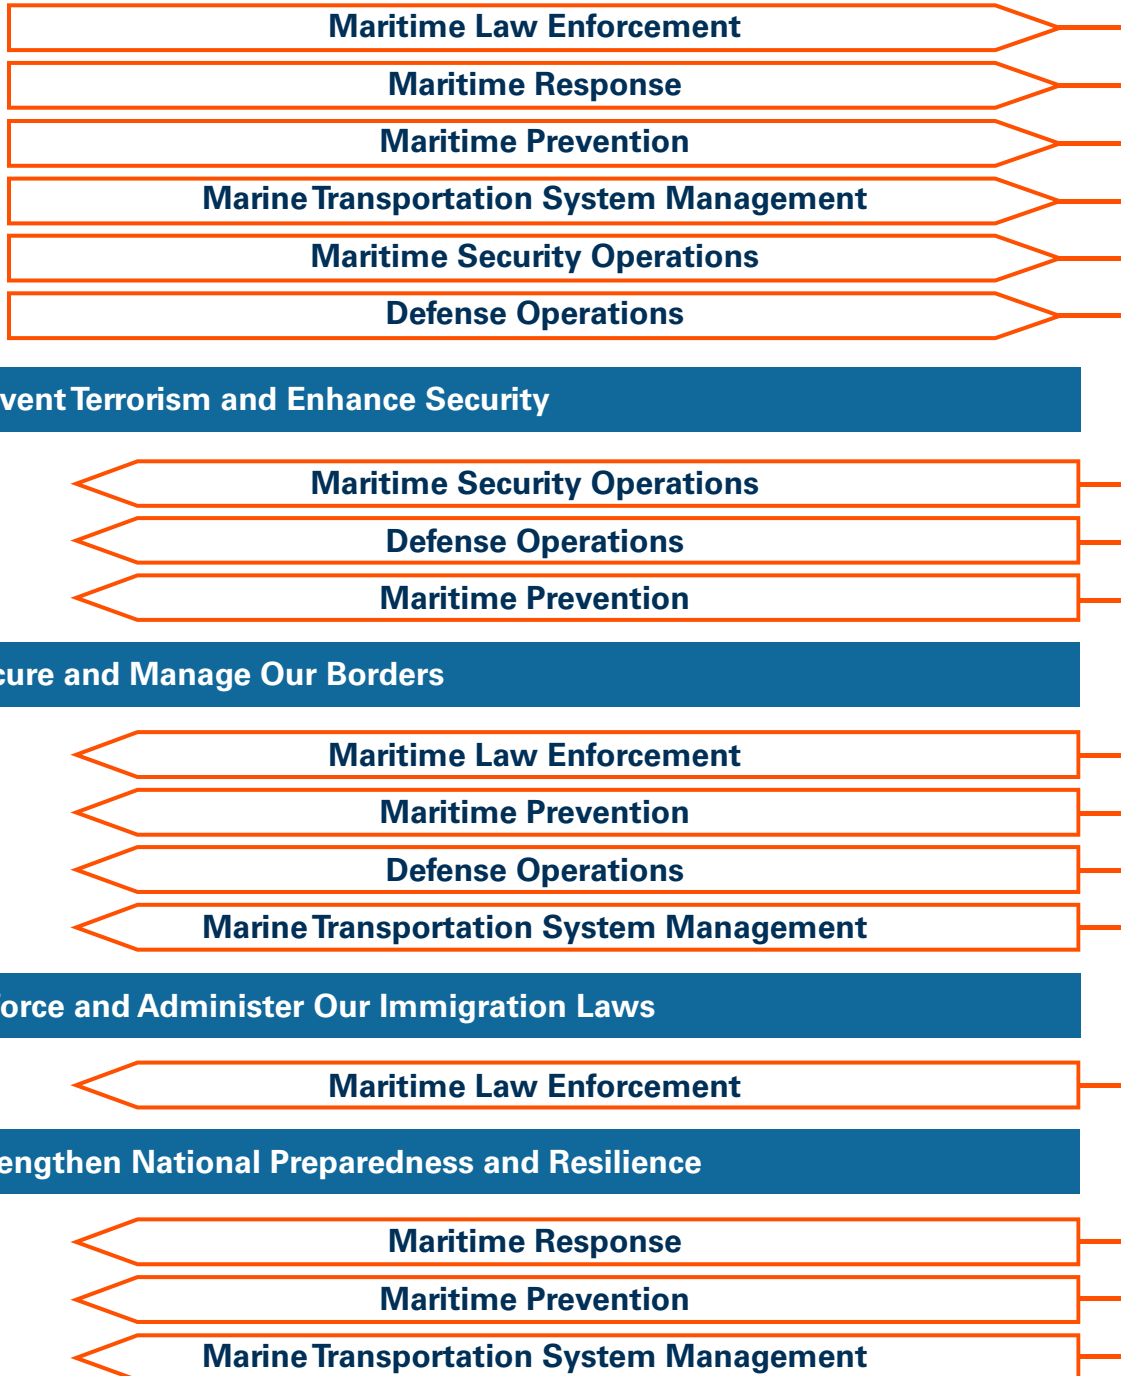 Maritime Law Enforcement
Maritime Response
Maritime Prevention
Marine Transportation System Management
Maritime Security Operations
Defense Operations
vent Terrorism and Enhance Security
Maritime Security Operations
Defense Operations
Maritime Prevention
cure and Manage Our Borders
Maritime Law Enforcement
Maritime Prevention
Defense Operations
Marine Transportation System Management
orce and Administer Our Immigration Laws
Maritime Law Enforcement
engthen National Preparedness and Resilience
Maritime Response
Maritime Prevention
Marine Transportation System Management